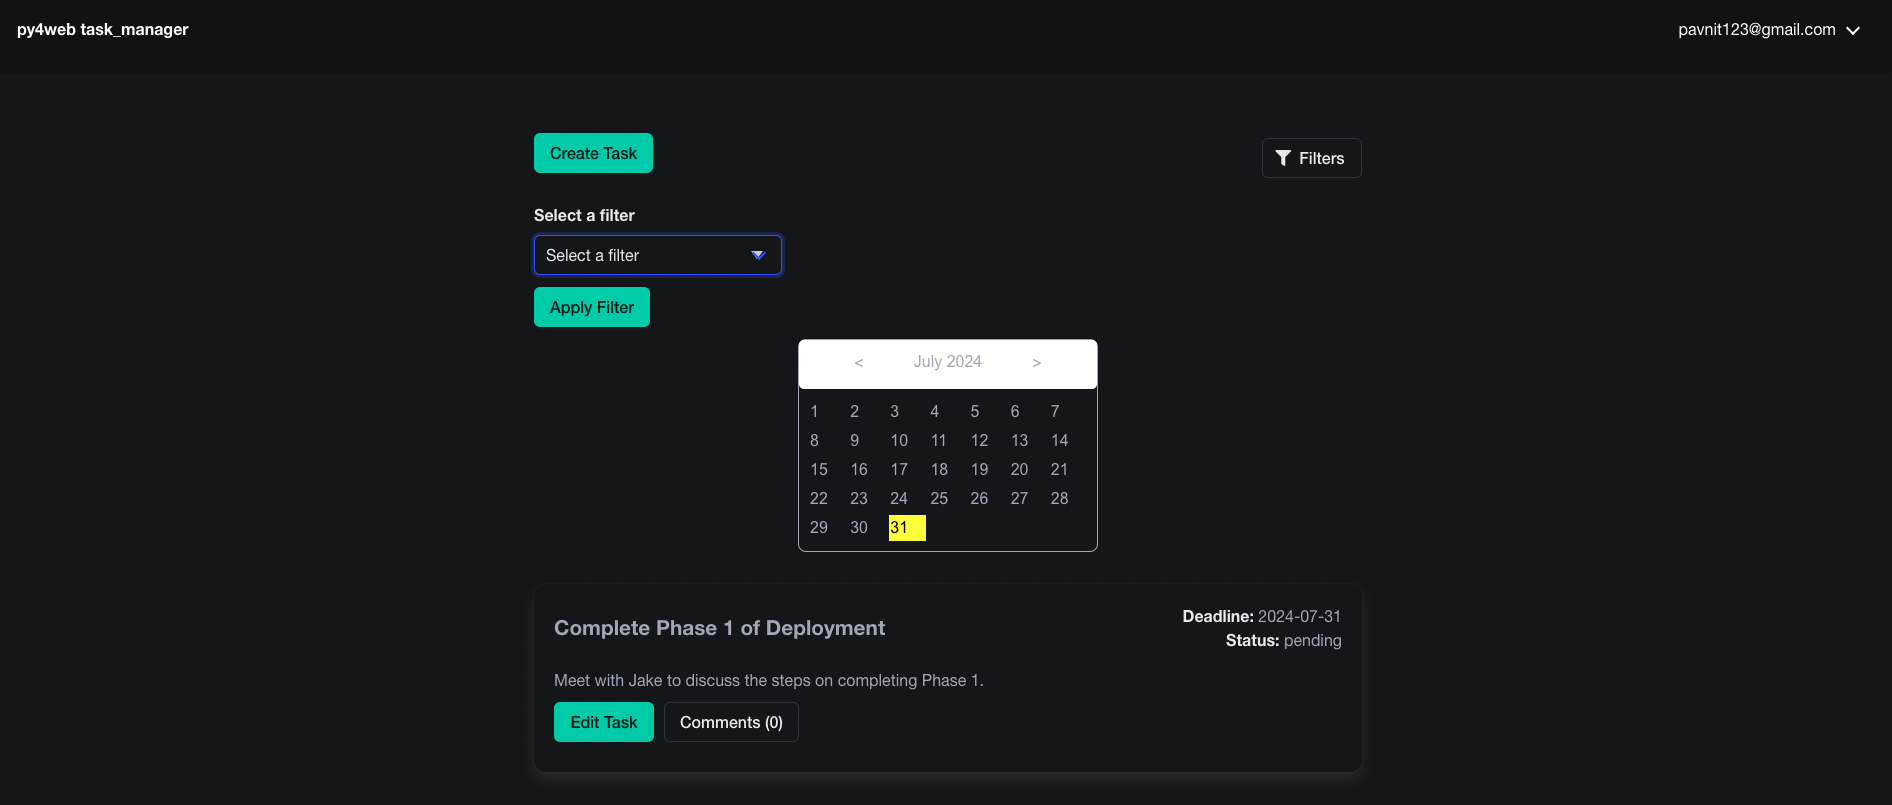 py4web task_manager
pavnit123@gmail.com
Create Task
Filters
Select a filter
Select a filter
Apply Filter
< July 2024 >
1 2 3 4 5 6 7
8 9 10 11 12 13 14
15 16 17 18 19 20 21
22 23 24 25 26 27 28
29 30 31
Complete Phase 1 of Deployment
Deadline: 2024-07-31
Status: pending
Meet with Jake to discuss the steps on completing Phase 1.
Edit Task
Comments (0)